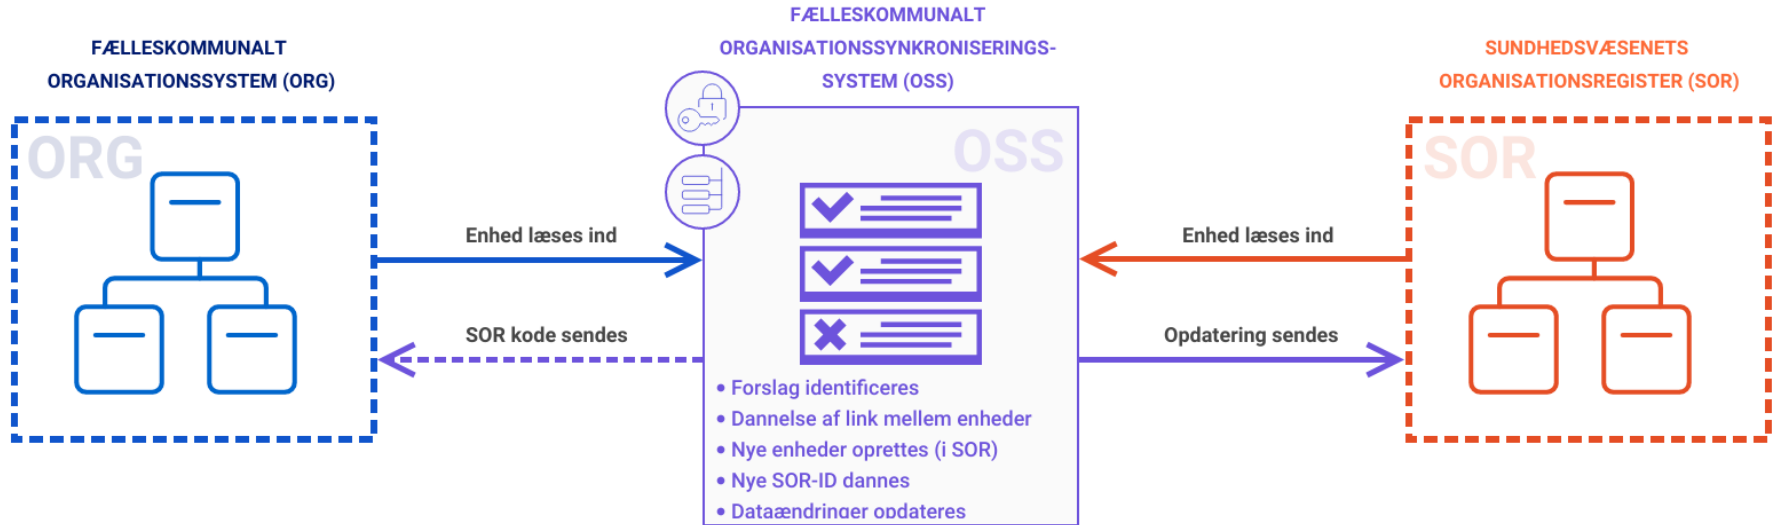 FÆLLESKOMMUNALT
ORGANISATIONSSYSTEM (ORG)
ORG
FÆLLESKOMMUNALT
ORGANISATIONSSYNKRONISERINGS-
SYSTEM (OSS)
OSS
SUNDHEDSVÆSENETS
ORGANISATIONSREGISTER (SOR)
SOR
Enhed læses ind
SOR kode sendes
Enhed læses ind
Opdatering sendes
• Forslag identificeres
• Dannelse af link mellem enheder
• Nye enheder oprettes (i SOR)
• Nye SOR-ID dannes
• Dataændringer opdateres